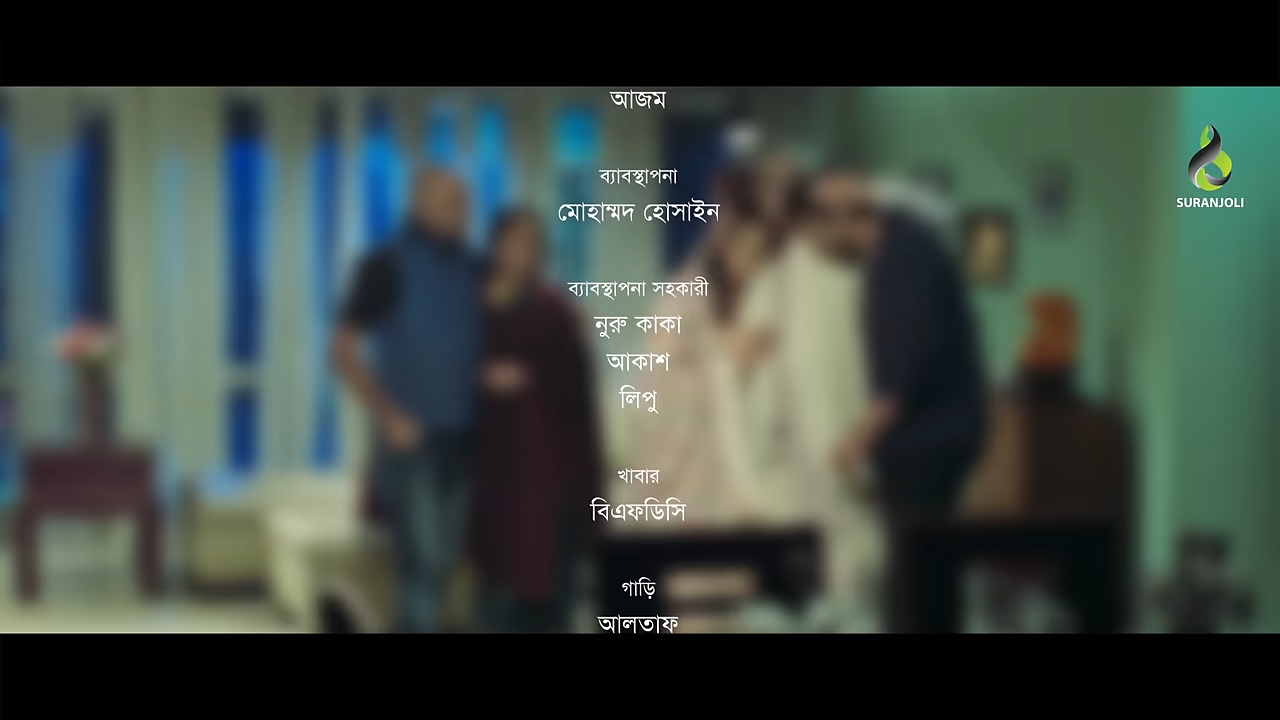 আজম
ব্যাবস্থাপনা
মোহাম্মদ হোসাইন
SURANJOLI
ব্যাবস্থাপনা সহকারী
নুরু কাকা
আকাশ
লিপু
খাবার
বিএফডিসি
গাড়ি
আলতাফ